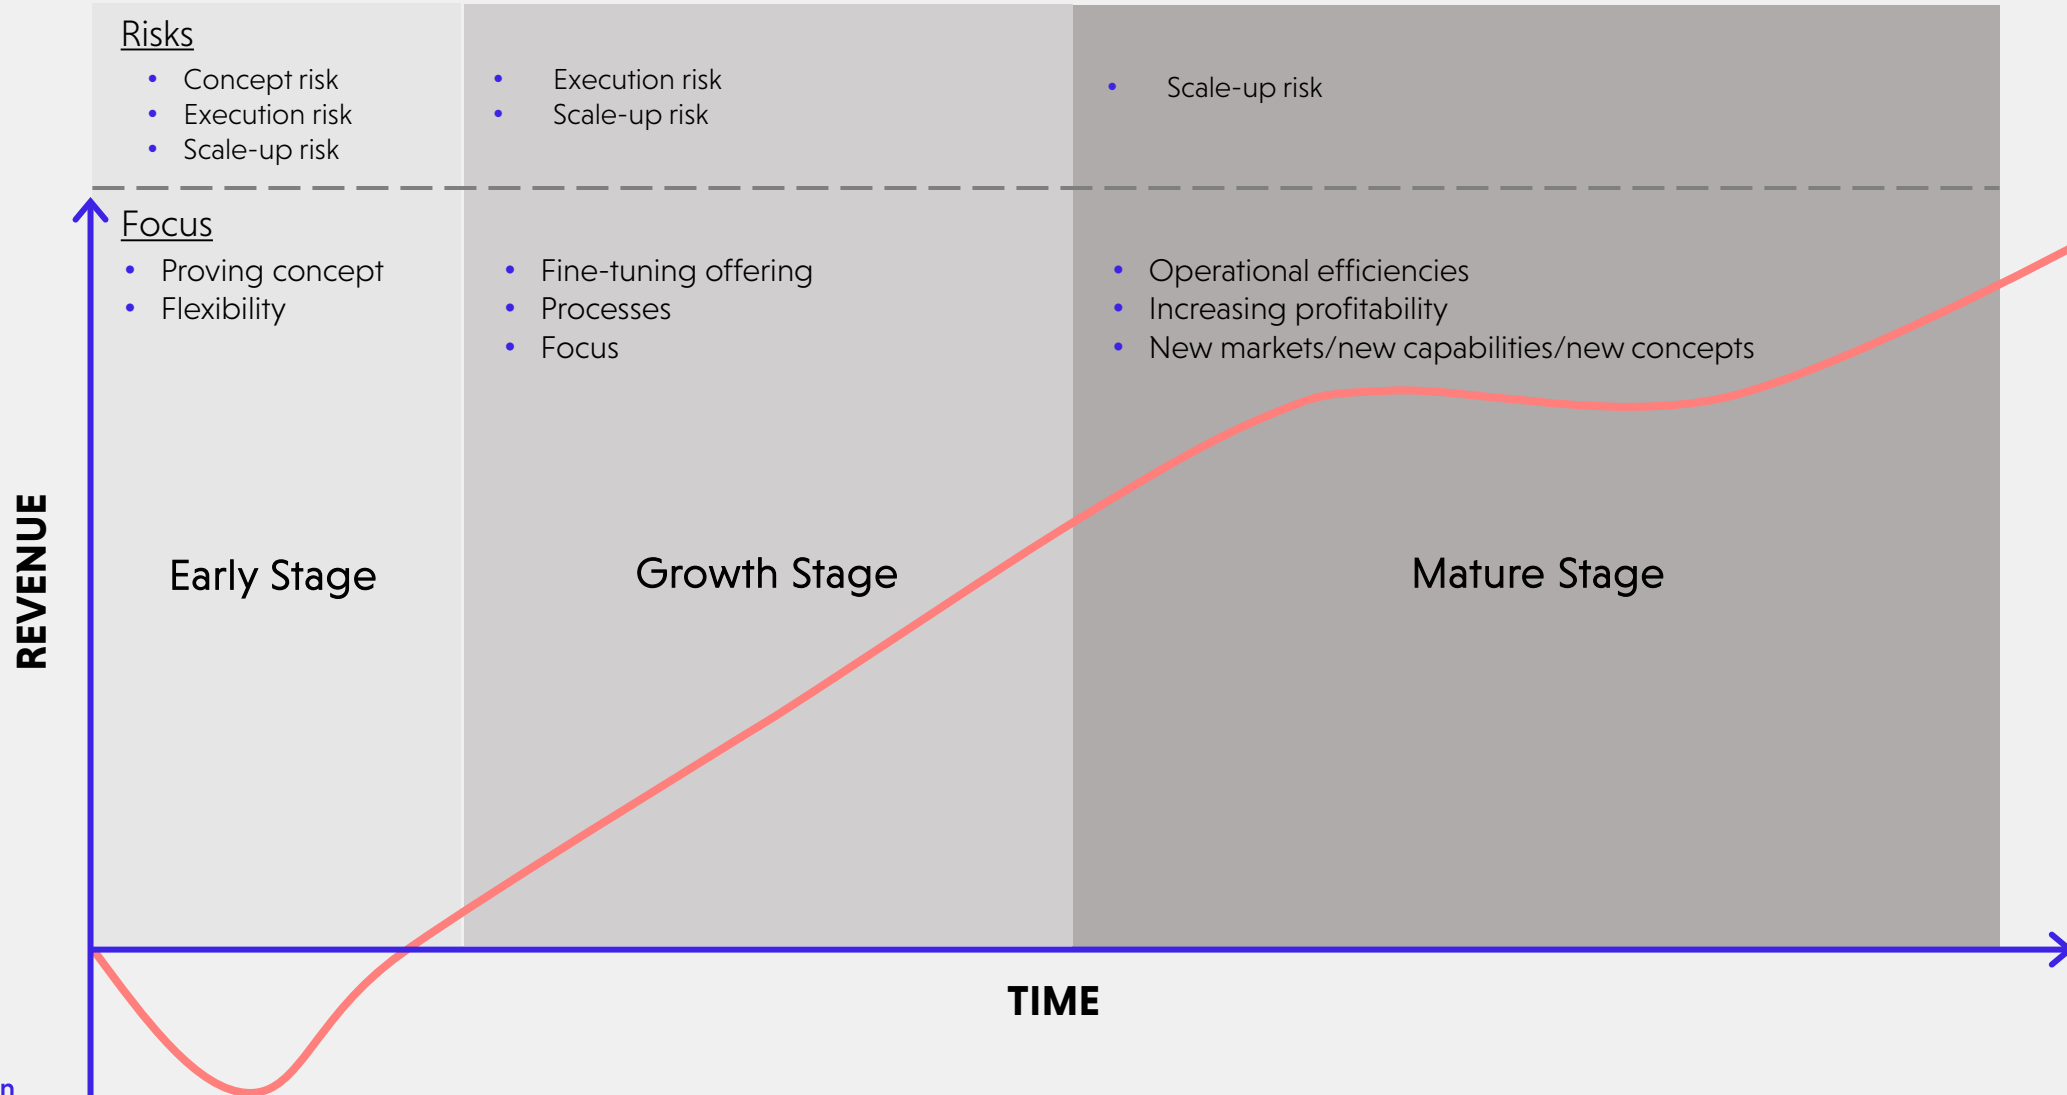 Risks
• Concept risk
• Execution risk
• Scale-up risk
• Execution risk
• Scale-up risk
• Scale-up risk
Focus
• Proving concept
• Flexibility
• Fine-tuning offering
• Processes
• Focus
• Operational efficiencies
• Increasing profitability
• New markets/new capabilities/new concepts
REVENUE
Early Stage
Growth Stage
Mature Stage
TIME
n